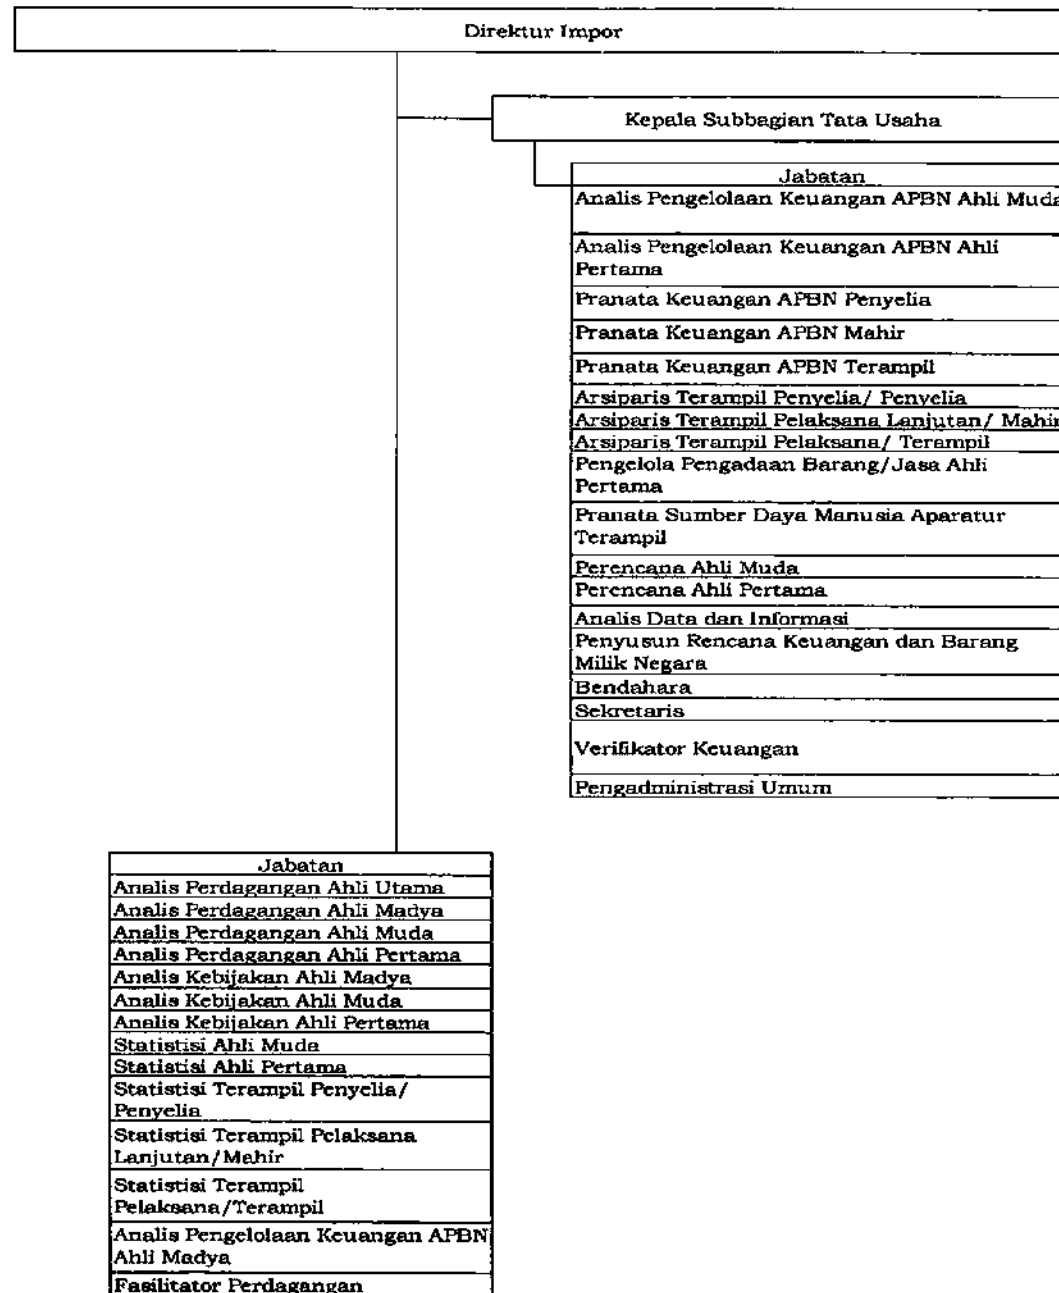 Direktur Impor
Kepala Subbagian Tata Usaha
Jabatan
Analis Pengelolaan Keuangan APBN Ahli Muda
Analis Pengelolaan Keuangan APBN Ahli
Pertama
Pranata Keuangan APBN Penyelia
Pranata Keuangan APBN Mahir
Pranata Keuangan APBN Terampil
Arsiparis Terampil Penyelia/ Penyelia
Arsiparis Terampil Pelaksana Lanjutan/ Mahir
Arsiparis Terampil Pelaksana/ Terampil
Pengelola Pengadaan Barang/Jasa Ahli
Pertama
Pranata Sumber Daya Manusia Aparatur
Terampil
Perencana Ahli Muda
Perencana Ahli Pertama
Analis Data dan Informasi
Penyusun Rencana Keuangan dan Barang
Milik Negara
Bendahara
Sekretaris
Verifikator Keuangan
Pengadministrasi Umum
Jabatan
Analis Perdagangan Ahli Utama
Analis Perdagangan Ahli Madya
Analis Perdagangan Ahli Muda
Analis Perdagangan Ahli Pertama
Analis Kebijakan Ahli Madya
Analis Kebijakan Ahli Muda
Analis Kebijakan Ahli Pertama
Statistisi Ahli Muda
Statistisi Ahli Pertama
Statistisi Terampil Penyelia/
Penyelia
Statistisi Terampil Pelaksana
Lanjutan/Mahir
Statistisi Terampil
Pelaksana/Terampil
Analis Pengelolaan Keuangan APBN
Ahli Madya
Fasilitator Perdagangan